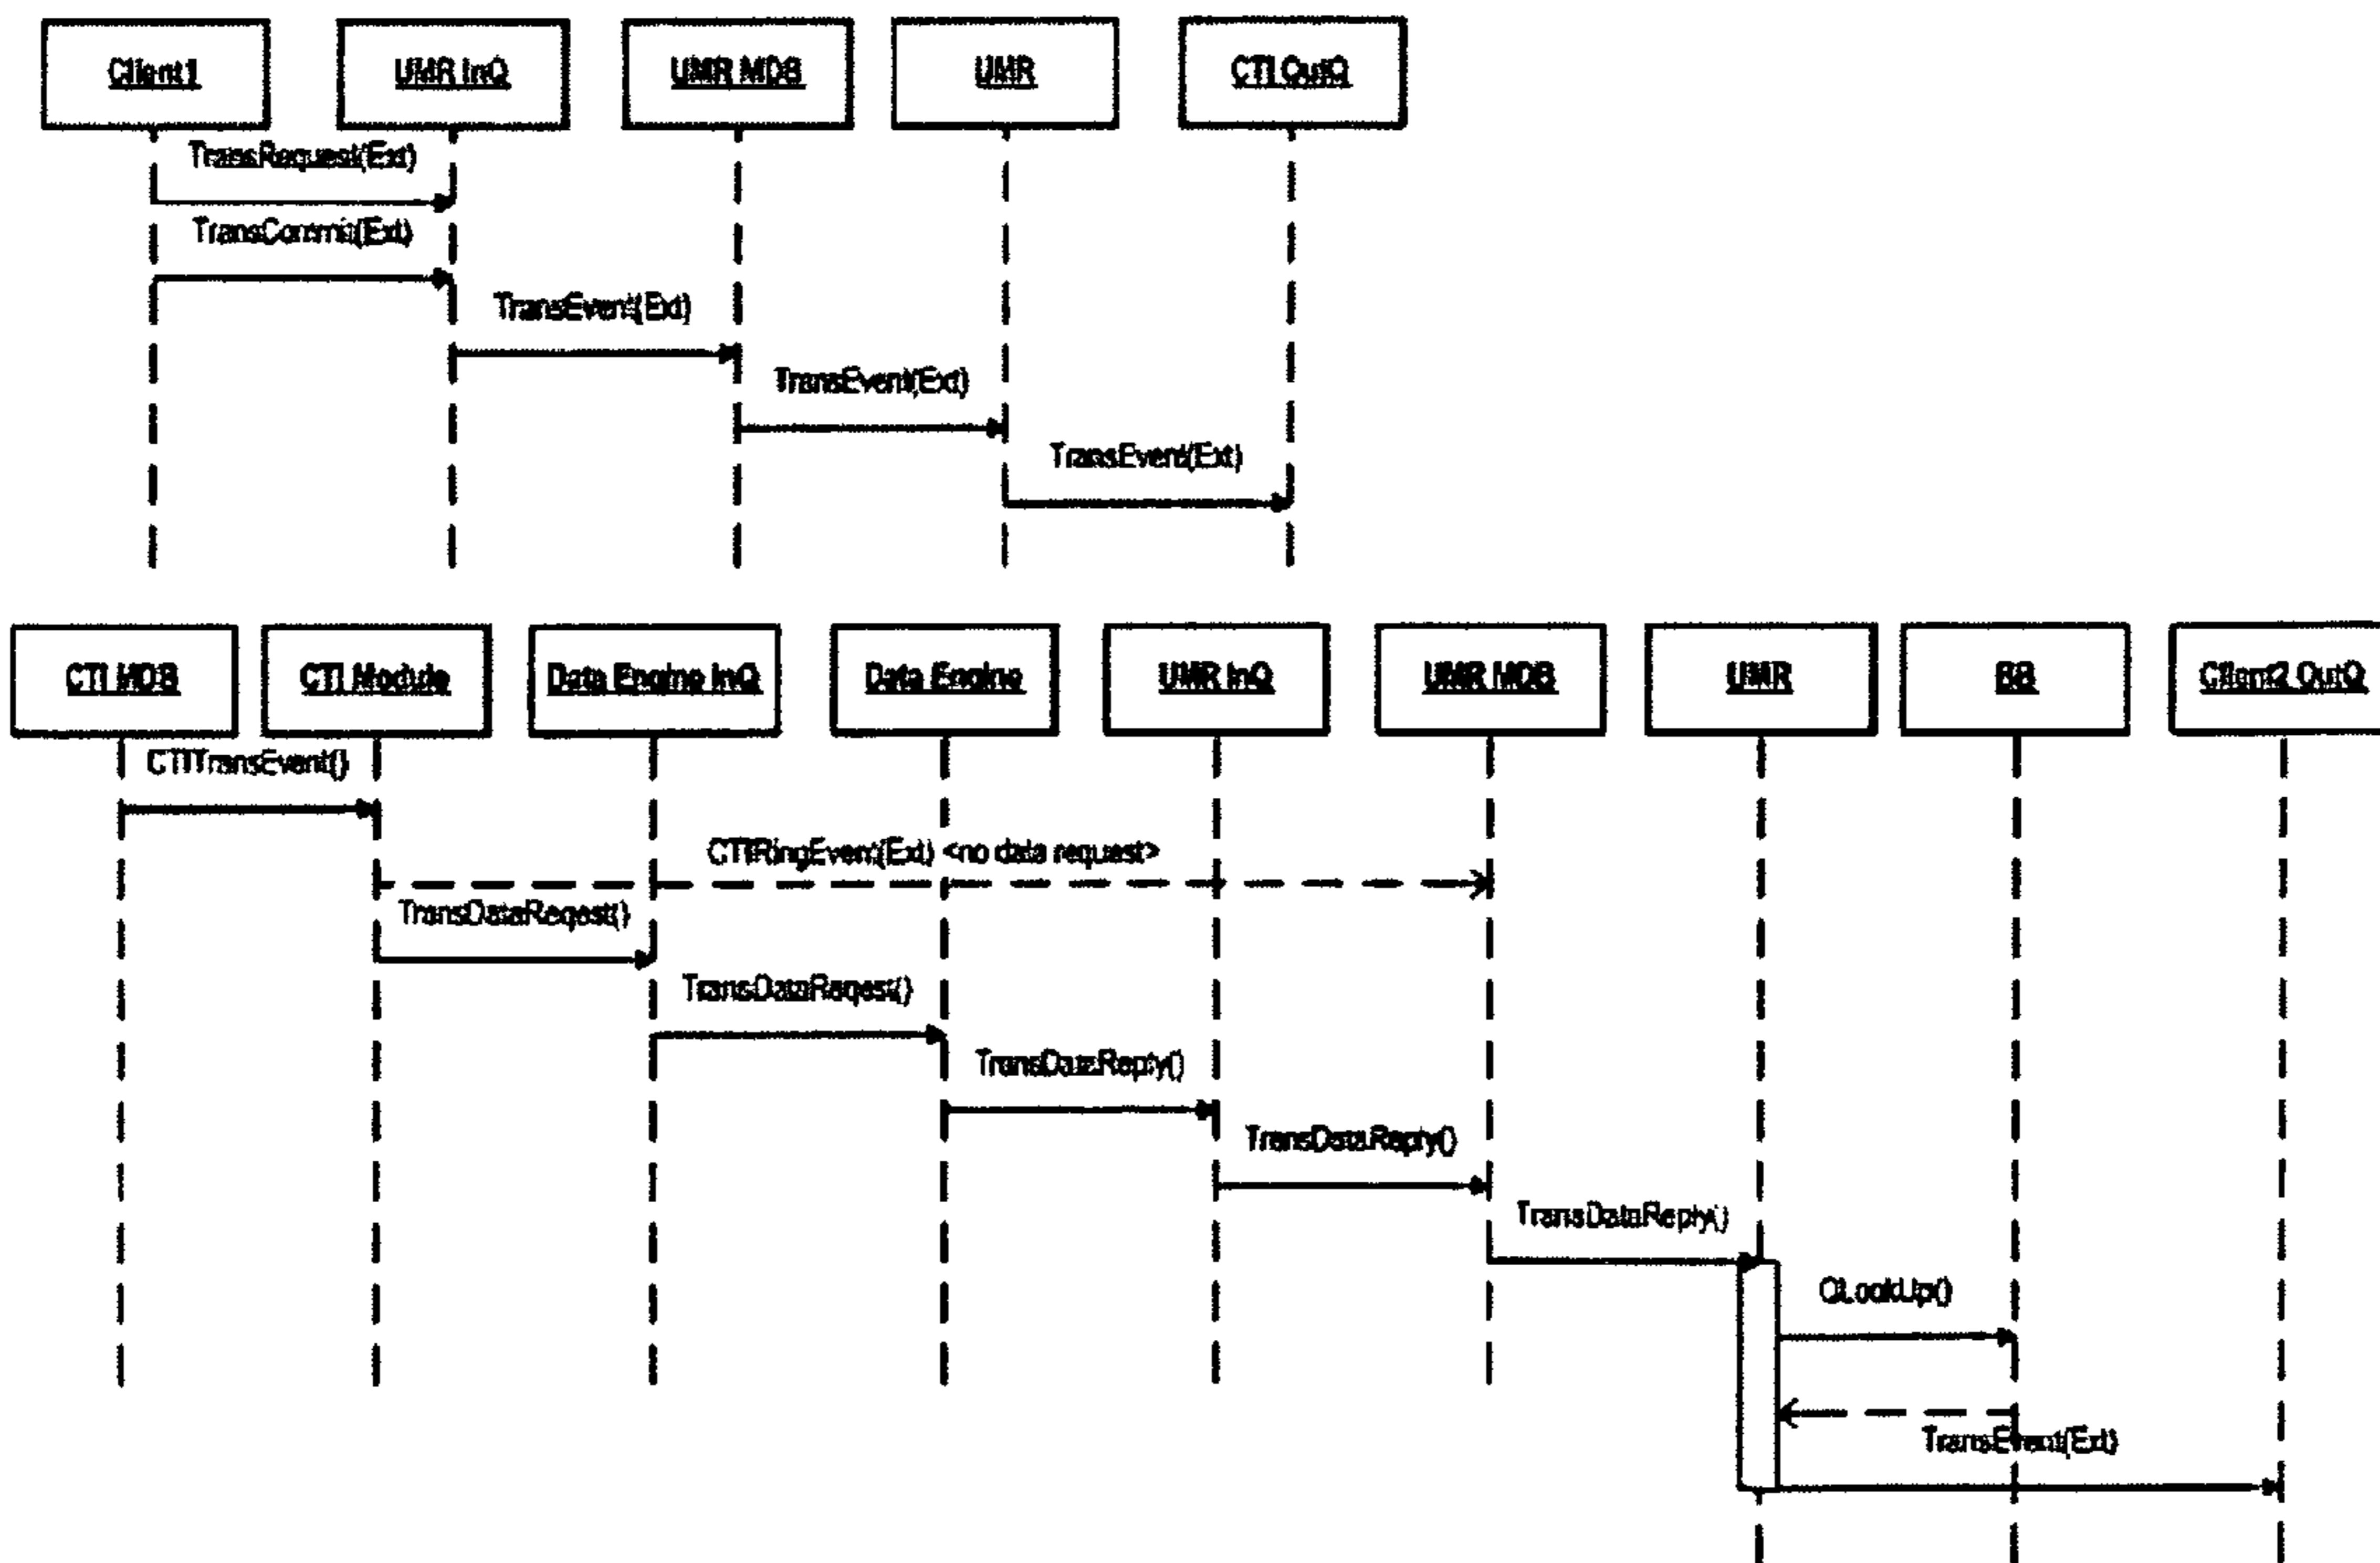 Client1
UMR InQ
UMR MDB
UMR
CTI OutQ
TransRequest(Ext)
TransCommit(Ext)
TransEvent(Ext)
TransEvent(Ext)
TransEvent(Ext)
CTI MDB
CTI Module
Data Engine InQ
Data Engine
UMR InQ
UMR MDB
UMR
BB
Client2 OutQ
CTITransEvent()
CTIRingEvent(Ext) <no data request>
TransDataReqest()
TransDataReqest()
TransDataReply()
TransDataReply()
TransDataReply()
QLookUp()
TransEvent(Ext)